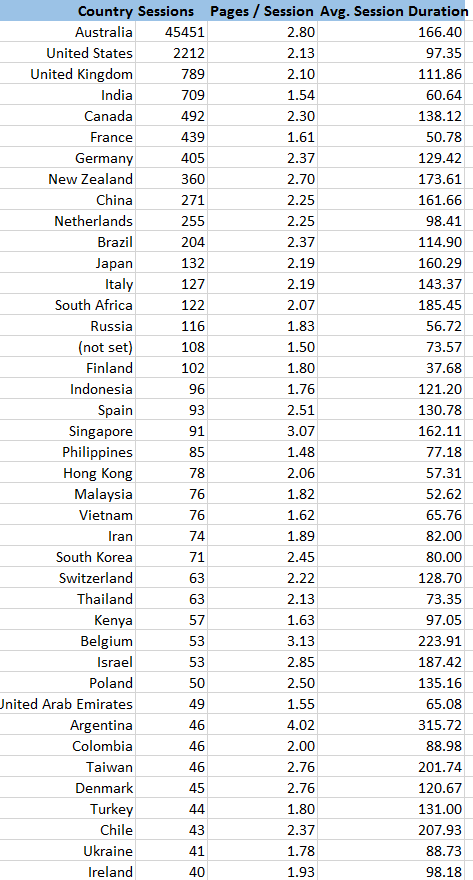 Country Sessions Pages / Session Avg. Session Duration
Australia 45451 2.80 166.40
United States 2212 2.13 97.35
United Kingdom 789 2.10 111.86
India 709 1.54 60.64
Canada 492 2.30 138.12
France 439 1.61 50.78
Germany 405 2.37 129.42
New Zealand 360 2.70 173.61
China 271 2.25 161.66
Netherlands 255 2.25 98.41
Brazil 204 2.37 114.90
Japan 132 2.19 160.29
Italy 127 2.19 143.37
South Africa 122 2.07 185.45
Russia 116 1.83 56.72
(not set) 108 1.50 73.57
Finland 102 1.80 37.68
Indonesia 96 1.76 121.20
Spain 93 2.51 130.78
Singapore 91 3.07 162.11
Philippines 85 1.48 77.18
Hong Kong 78 2.06 57.31
Malaysia 76 1.82 52.62
Vietnam 76 1.62 65.76
Iran 74 1.89 82.00
South Korea 71 2.45 80.00
Switzerland 63 2.22 128.70
Thailand 63 2.13 73.35
Kenya 57 1.63 97.05
Belgium 53 3.13 223.91
Israel 53 2.85 187.42
Poland 50 2.50 135.16
United Arab Emirates 49 1.55 65.08
Argentina 46 4.02 315.72
Colombia 46 2.00 88.98
Taiwan 46 2.76 201.74
Denmark 45 2.76 120.67
Turkey 44 1.80 131.00
Chile 43 2.37 207.93
Ukraine 41 1.78 88.73
Ireland 40 1.93 98.18